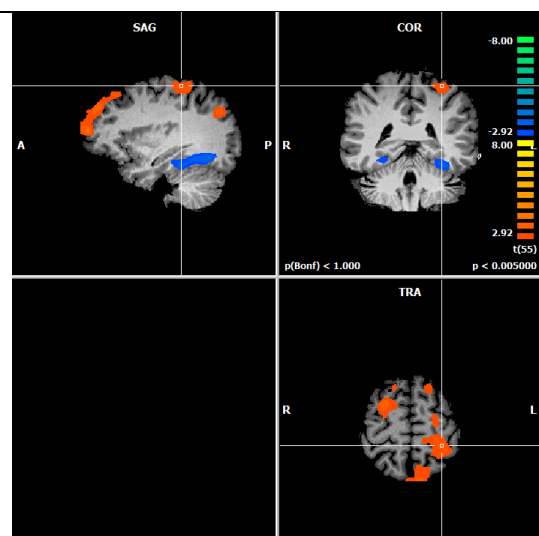 SAG
A
P
COR
R
L
-8.00
-2.92
8.00
2.92
t(55)
p(Bonf) < 1.000
p < 0.005000
TRA
R
L